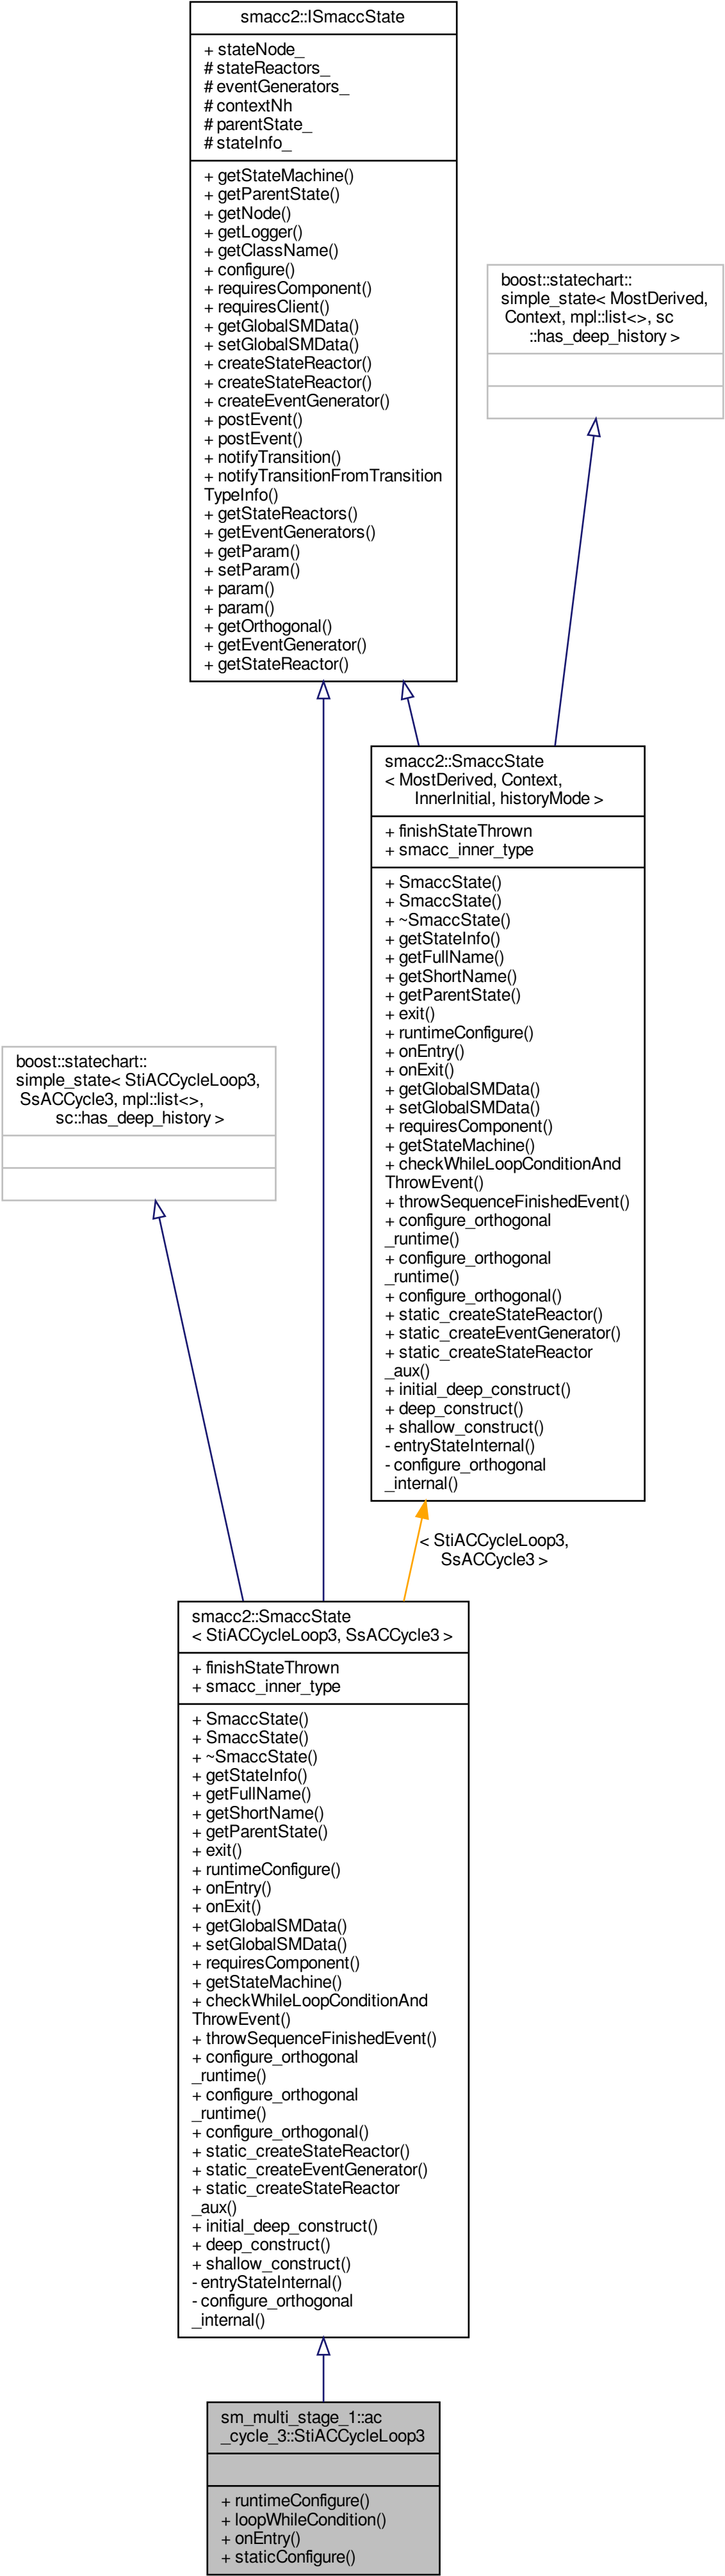 smacc2::ISmaccState
+ stateNode_
# stateReactors_
# eventGenerators_
# contextNh
# parentState_
# stateInfo_
+ getStateMachine()
+ getParentState()
+ getNode()
+ getLogger()
+ getClassName()
+ configure()
+ requiresComponent()
+ requiresClient()
+ getGlobalSMData()
+ setGlobalSMData()
+ createStateReactor()
+ createStateReactor()
+ createEventGenerator()
+ postEvent()
+ postEvent()
+ notifyTransition()
+ notifyTransitionFromTransition
TypeInfo()
+ getStateReactors()
+ getEventGenerators()
+ getParam()
+ setParam()
+ param()
+ param()
+ getOrthogonal()
+ getEventGenerator()
+ getStateReactor()
boost::statechart::
simple_state< MostDerived,
Context, mpl::list<>, sc
::has_deep_history >
smacc2::SmaccState
< MostDerived, Context,
InnerInitial, historyMode >
+ finishStateThrown
+ smacc_inner_type
+ SmaccState()
+ SmaccState()
+ ~SmaccState()
+ getStateInfo()
+ getFullName()
+ getShortName()
+ getParentState()
+ exit()
+ runtimeConfigure()
+ onEntry()
+ onExit()
+ getGlobalSMData()
+ setGlobalSMData()
+ requiresComponent()
+ getStateMachine()
+ checkWhileLoopConditionAnd
ThrowEvent()
+ throwSequenceFinishedEvent()
+ configure_orthogonal
_runtime()
+ configure_orthogonal
_runtime()
+ configure_orthogonal()
+ static_createStateReactor()
+ static_createEventGenerator()
+ static_createStateReactor
_aux()
+ initial_deep_construct()
+ deep_construct()
+ shallow_construct()
- entryStateInternal()
- configure_orthogonal
_internal()
boost::statechart::
simple_state< StiACCycleLoop3,
SsACCycle3, mpl::list<>,
sc::has_deep_history >
< StiACCycleLoop3,
SsACCycle3 >
smacc2::SmaccState
< StiACCycleLoop3, SsACCycle3 >
+ finishStateThrown
+ smacc_inner_type
+ SmaccState()
+ SmaccState()
+ ~SmaccState()
+ getStateInfo()
+ getFullName()
+ getShortName()
+ getParentState()
+ exit()
+ runtimeConfigure()
+ onEntry()
+ onExit()
+ getGlobalSMData()
+ setGlobalSMData()
+ requiresComponent()
+ getStateMachine()
+ checkWhileLoopConditionAnd
ThrowEvent()
+ throwSequenceFinishedEvent()
+ configure_orthogonal
_runtime()
+ configure_orthogonal
_runtime()
+ configure_orthogonal()
+ static_createStateReactor()
+ static_createEventGenerator()
+ static_createStateReactor
_aux()
+ initial_deep_construct()
+ deep_construct()
+ shallow_construct()
- entryStateInternal()
- configure_orthogonal
_internal()
sm_multi_stage_1::ac
_cycle_3::StiACCycleLoop3
+ runtimeConfigure()
+ loopWhileCondition()
+ onEntry()
+ staticConfigure()